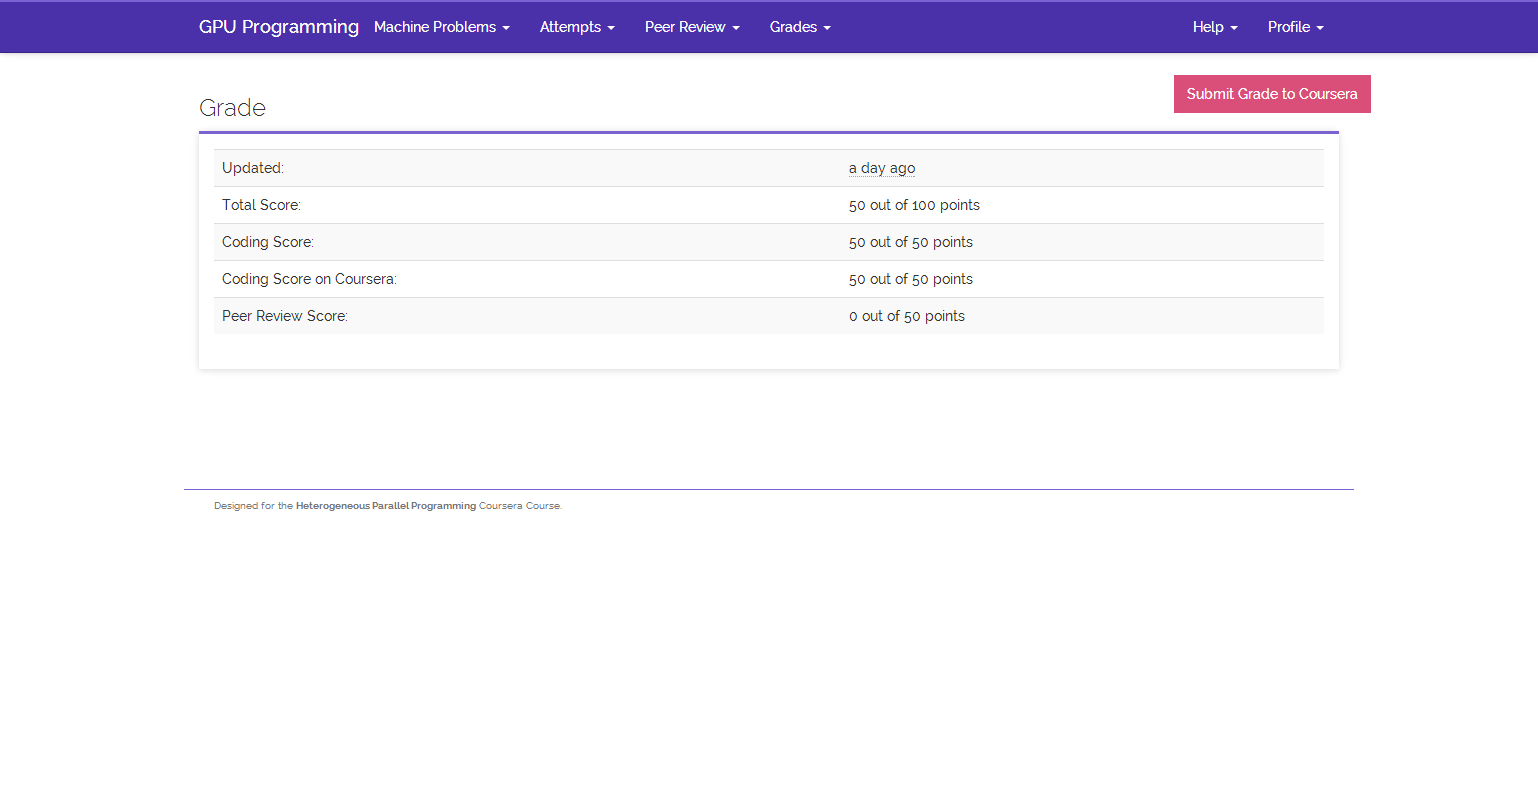 GPU Programming Machine Problems Attempts Peer Review Grades Help Profile
Submit Grade to Coursera
Grade
Updated: a day ago
Total Score: 50 out of 100 points
Coding Score: 50 out of 50 points
Coding Score on Coursera: 50 out of 50 points
Peer Review Score: 0 out of 50 points
Designed for the Heterogeneous Parallel Programming Coursera Course.